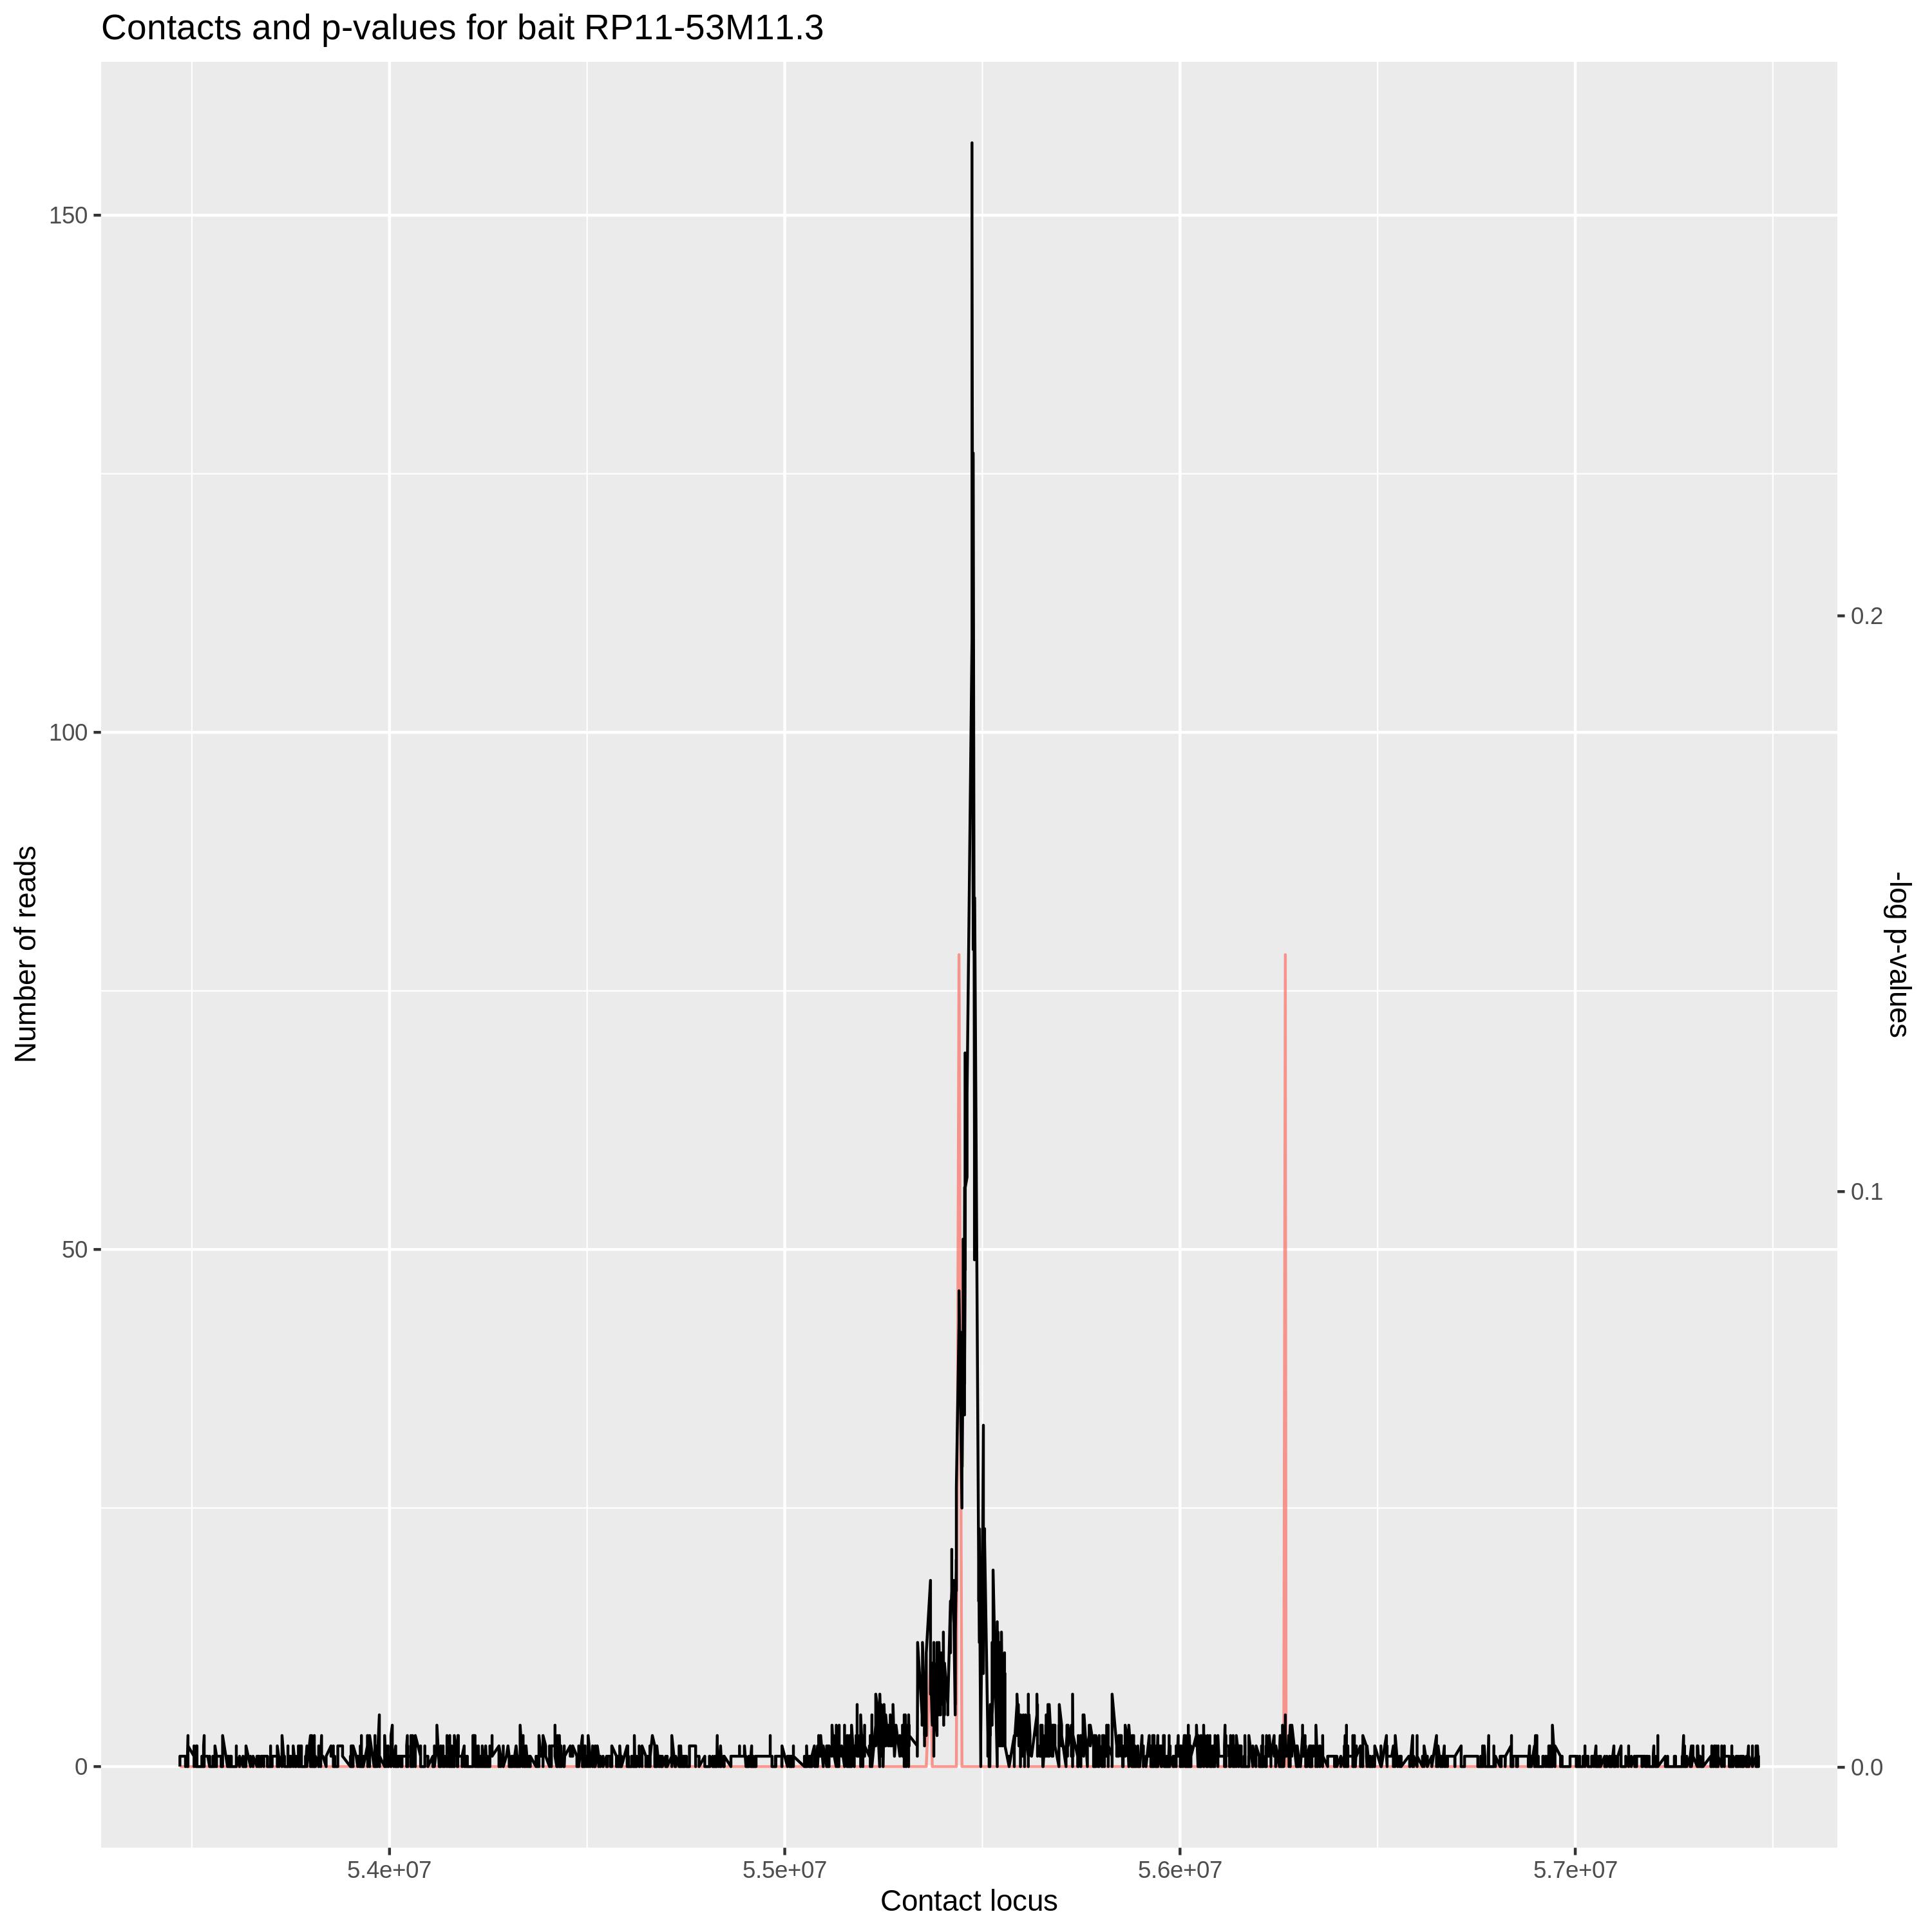 Contacts and p-values for bait RP11-53M11.3
150
100
50
0
Number of reads
0.2
0.1
0.0
-log p-values
5.4e+07
5.5e+07
5.6e+07
5.7e+07
Contact locus